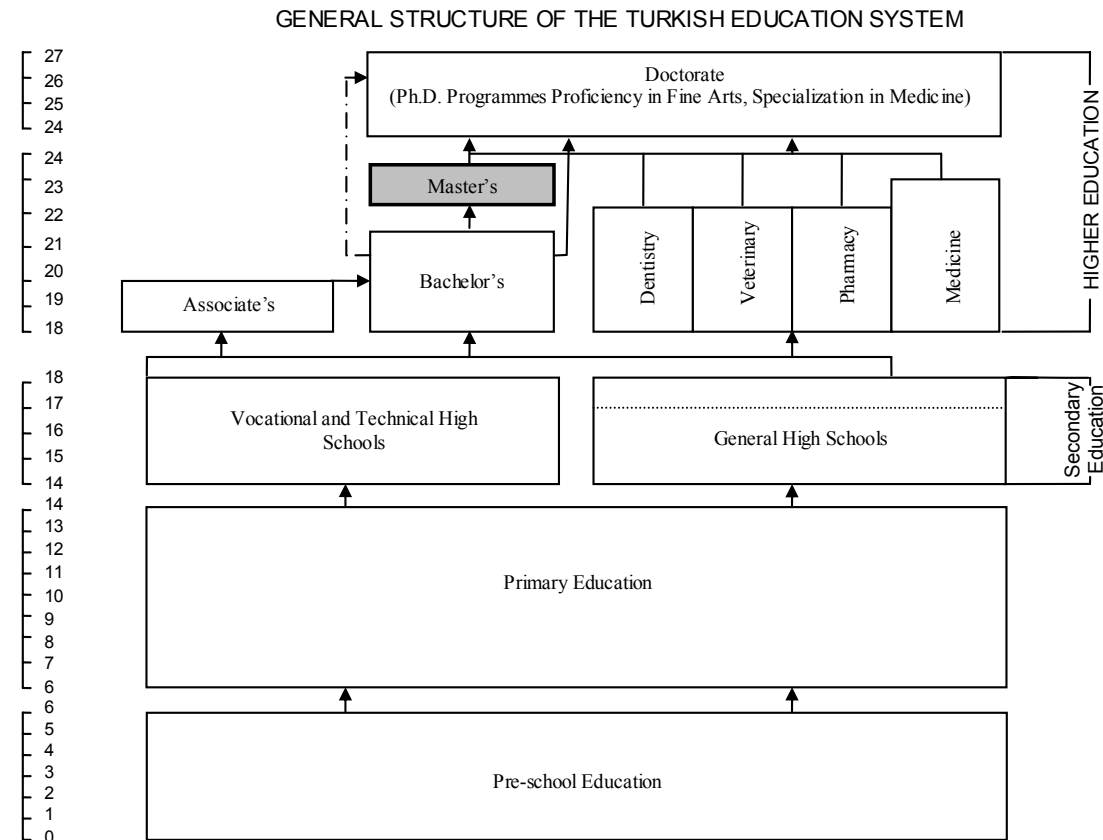 GENERAL STRUCTURE OF THE TURKISH EDUCATION SYSTEM
27
26
25
24
Doctorate
(Ph.D. Programmes Proficiency in Fine Arts, Specialization in Medicine)
HIGHER EDUCATION
24
23
22
21
20
19
18
Master's
Bachelor's
Associate's
Dentistry
Veterinary
Pharmacy
Medicine
18
17
16
15
14
Vocational and Technical High
Schools
General High Schools
Secondary
Education
14
13
12
11
10
9
8
7
6
Primary Education
6
5
4
3
2
1
0
Pre-school Education